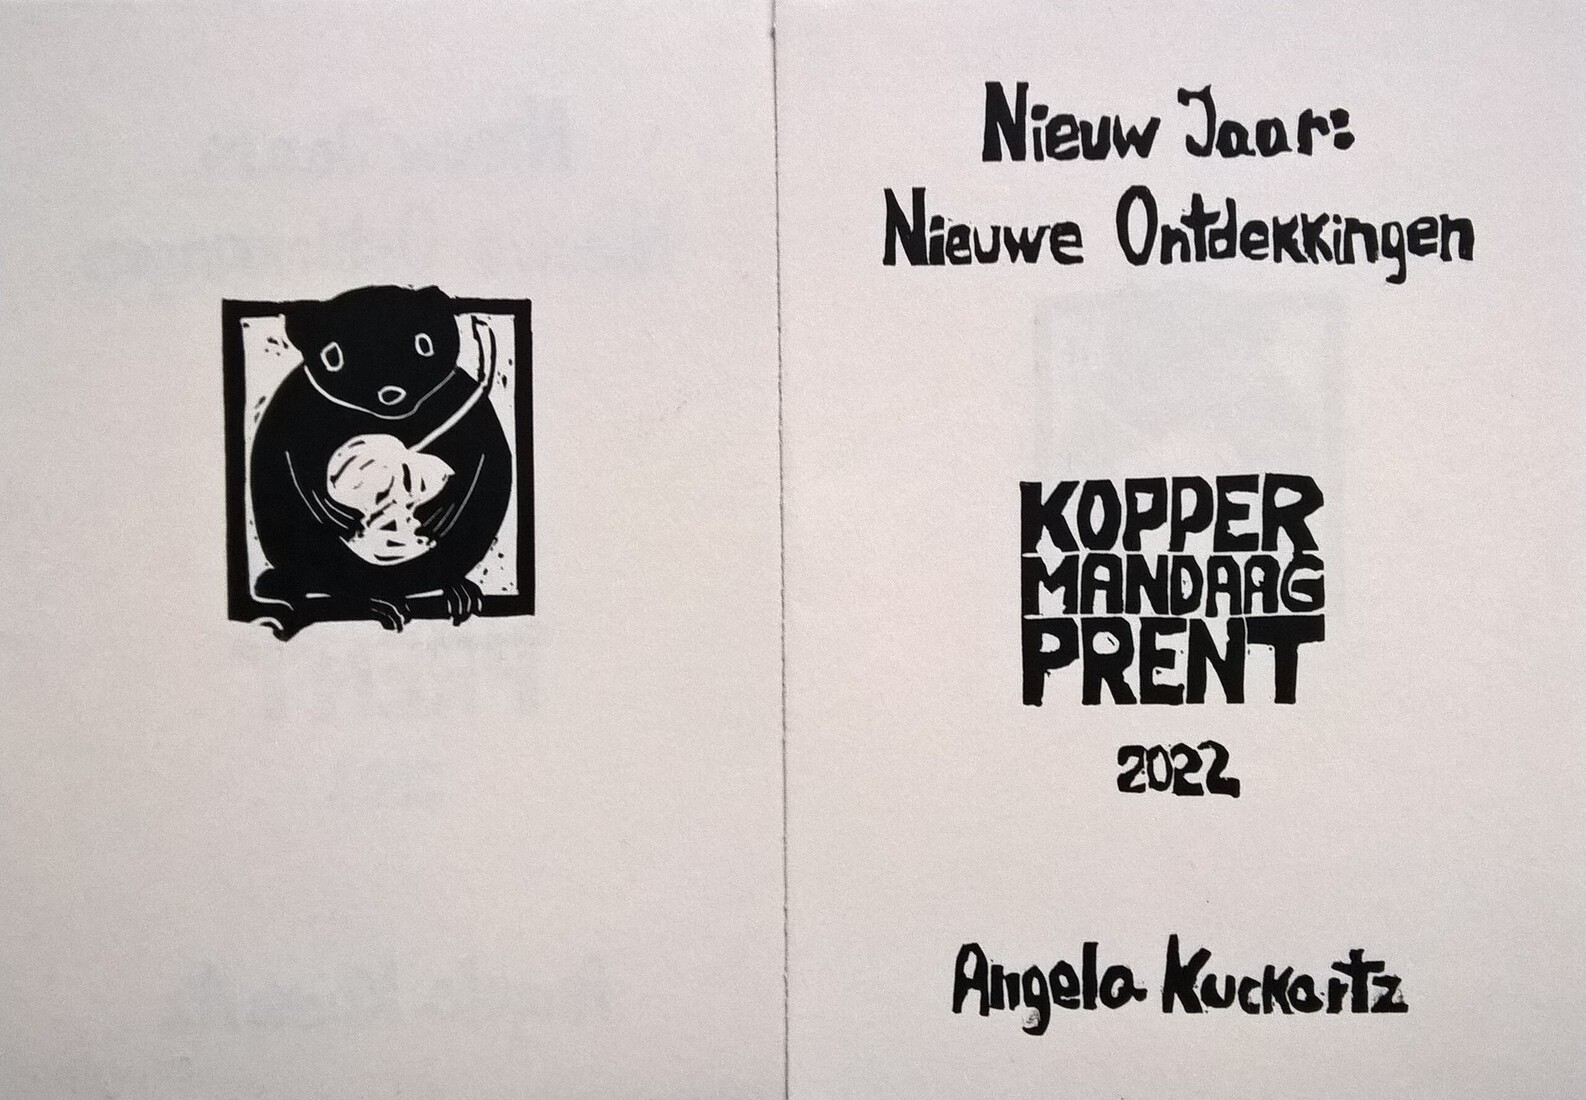 Nieuw Jaar:
Nieuwe Ontdekkingen
KOPPER
MANDAAG
PRENT
2022
Angela Kuckartz